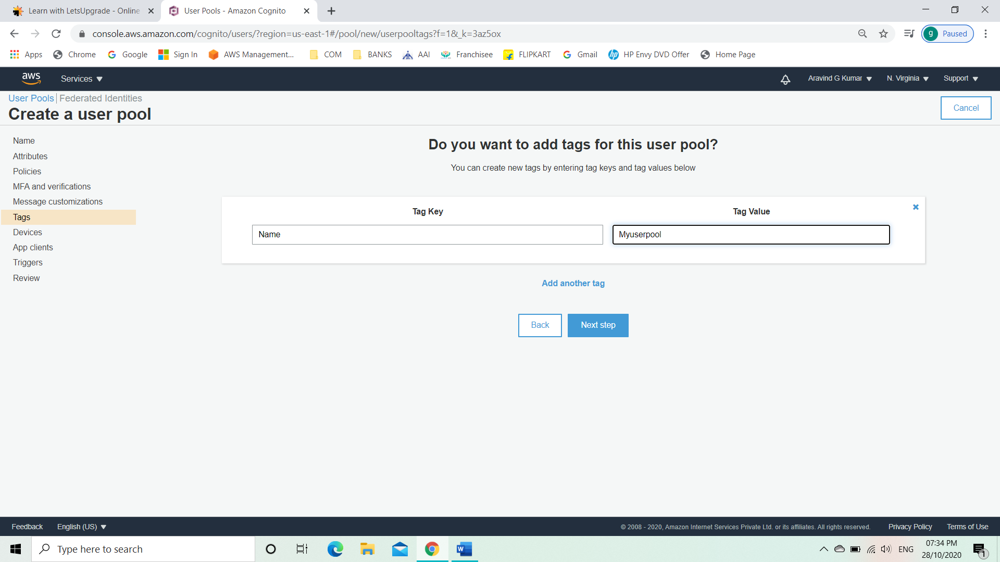 Learn with LetsUpgrade - Online
User Pools - Amazon Cognito
console.aws.amazon.com/cognito/users/?region=us-east-1#/pool/new/userpooltags?f=1&_k=3az5ox
g Paused
Apps Chrome Google Sign In AWS Management... COM BANKS AAI Franchisee FLIPKART Gmail HP Envy DVD Offer Home Page
aws Services Aravind G Kumar N. Virginia Support
User Pools Federated Identities
Create a user pool
Cancel
Name
Attributes
Policies
MFA and verifications
Message customizations
Tags
Devices
App clients
Triggers
Review
Do you want to add tags for this user pool?
You can create new tags by entering tag keys and tag values below
Tag Key Tag Value
Name Myuserpool
Add another tag
Back Next step
Feedback English (US) © 2008 - 2020, Amazon Internet Services Private Ltd. or its affiliates. All rights reserved. Privacy Policy Terms of Use
Type here to search
ENG
07:34 PM
28/10/2020
1